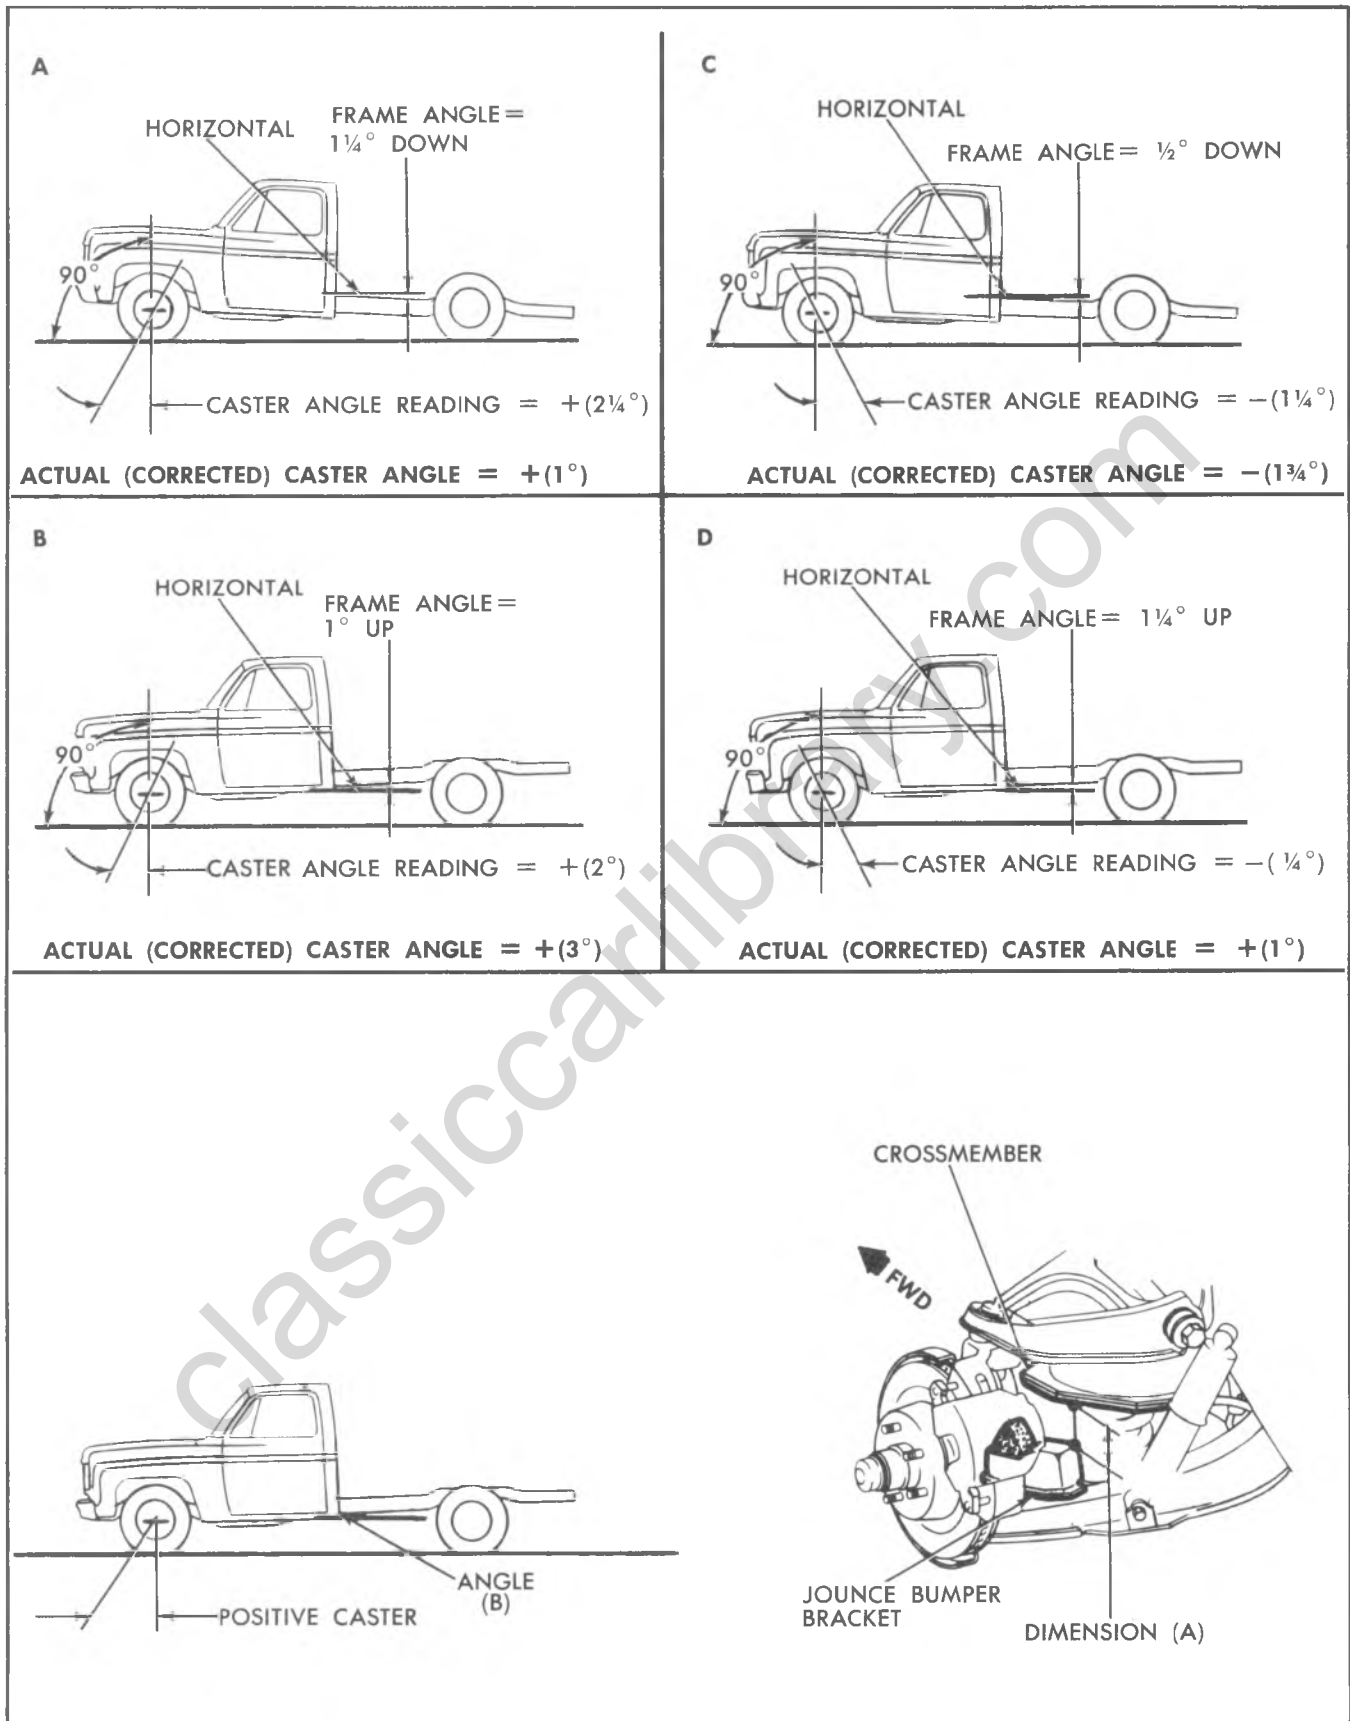 A
HORIZONTAL
FRAME ANGLE =
1¼° DOWN
90°
CASTER ANGLE READING = +(2¼°)
ACTUAL (CORRECTED) CASTER ANGLE = +(1°)
C
HORIZONTAL
FRAME ANGLE = ½° DOWN
90°
CASTER ANGLE READING = −(1¼°)
ACTUAL (CORRECTED) CASTER ANGLE = −(1¾°)
B
HORIZONTAL
FRAME ANGLE =
1° UP
90°
CASTER ANGLE READING = +(2°)
ACTUAL (CORRECTED) CASTER ANGLE = +(3°)
D
HORIZONTAL
FRAME ANGLE = 1¼° UP
90°
CASTER ANGLE READING = −(¼°)
ACTUAL (CORRECTED) CASTER ANGLE = +(1°)
ANGLE
(B)
POSITIVE CASTER
CROSSMEMBER
FWD
JOUNCE BUMPER
BRACKET
DIMENSION (A)
classiccarlibrary.com